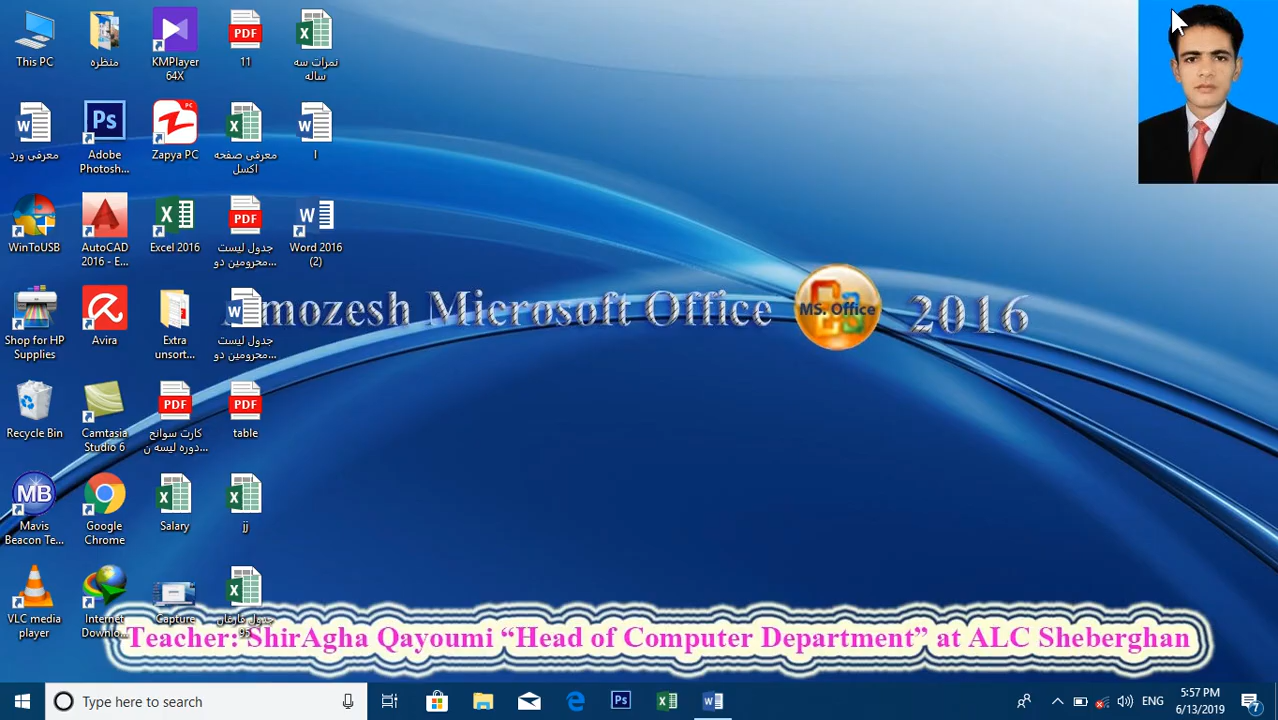 This PC
منظره
KMPlayer
64X
11
نمرات سه
ساله
معرفی ورد
Adobe
Photosh...
Zapya PC
معرفی صفحه
اکسل
ا
WinToUSB
AutoCAD
2016 - E...
Excel 2016
جدول لیست
محرومین دو...
Word 2016
(2)
Shop for HP
Supplies
Avira
Extra
unsort...
جدول لیست
محرومین دو...
mozesh Microsoft Office
MS. Office
2016
Recycle Bin
Camtasia
Studio 6
کارت سوانح
دوره لیسه ن...
table
Mavis
Beacon Te...
Google
Chrome
Salary
jj
VLC media
player
Internet
Downlo...
Capture
Teacher: ShirAgha Qayoumi “Head of Computer Department” at ALC Sheberghan
Type here to search
ENG
5:57 PM
6/13/2019
7